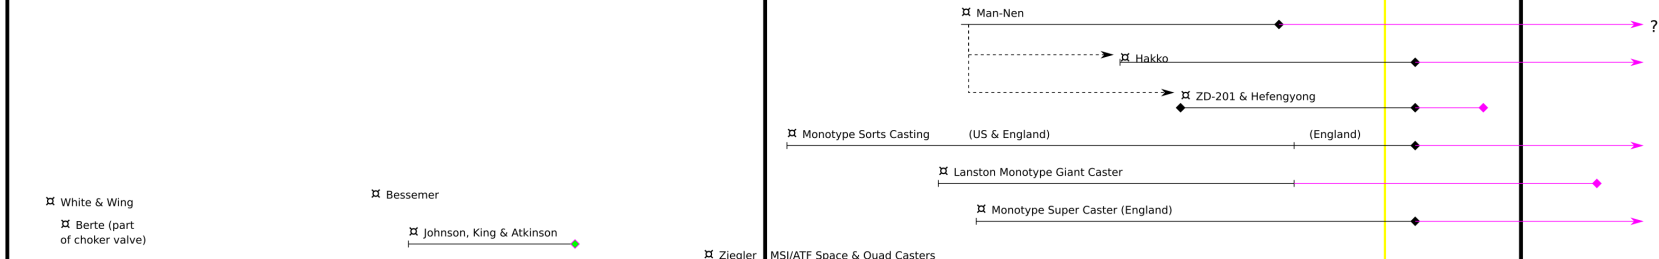 ¤ Man-Nen
?
¤ Hakko
¤ ZD-201 & Hefengyong
¤ Monotype Sorts Casting (US & England) (England)
¤ Lanston Monotype Giant Caster
¤ Bessemer
¤ White & Wing
¤ Monotype Super Caster (England)
¤ Berte (part
of choker valve)
¤ Johnson, King & Atkinson
¤ Ziegler
MSJ/ATF Space & Quad Casters